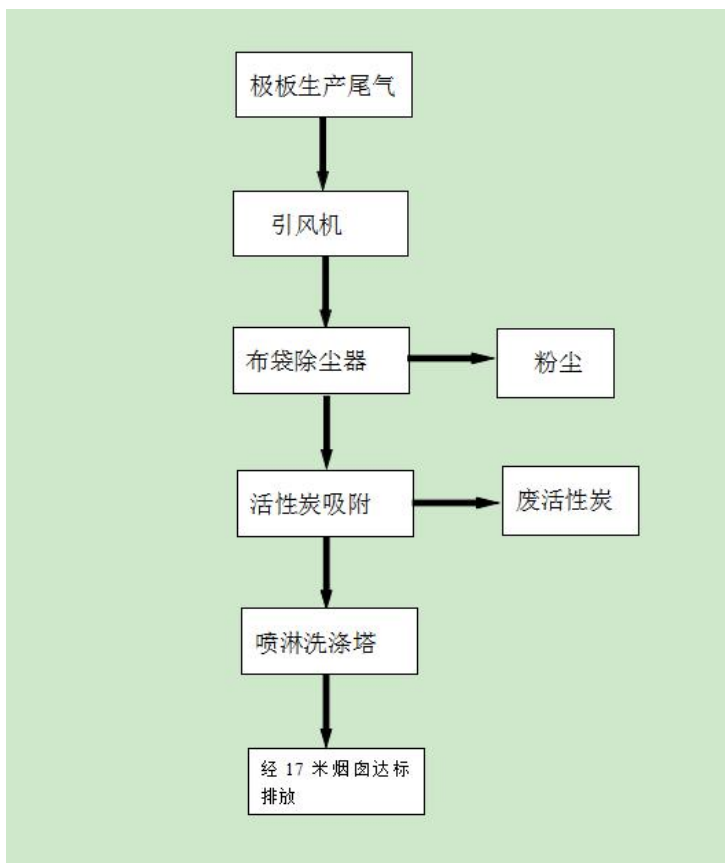 极板生产尾气
引风机
布袋除尘器
粉尘
活性炭吸附
废活性炭
喷淋洗涤塔
经 17 米烟囱达标
排放